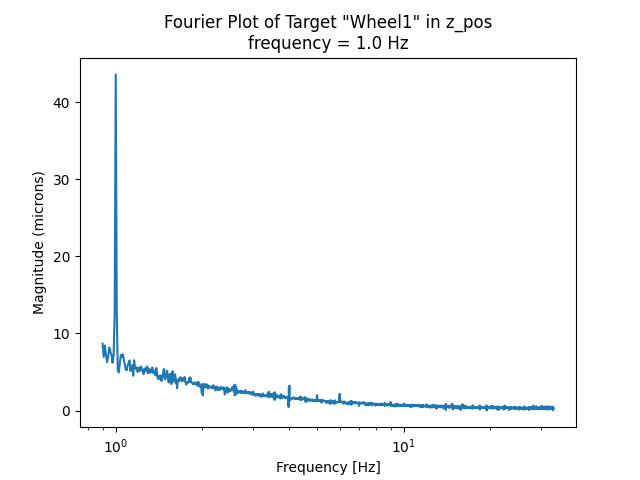 Fourier Plot of Target "Wheel1" in z_pos
frequency = 1.0 Hz
40
30
20
10
0
Magnitude (microns)
10⁰
10¹
Frequency [Hz]